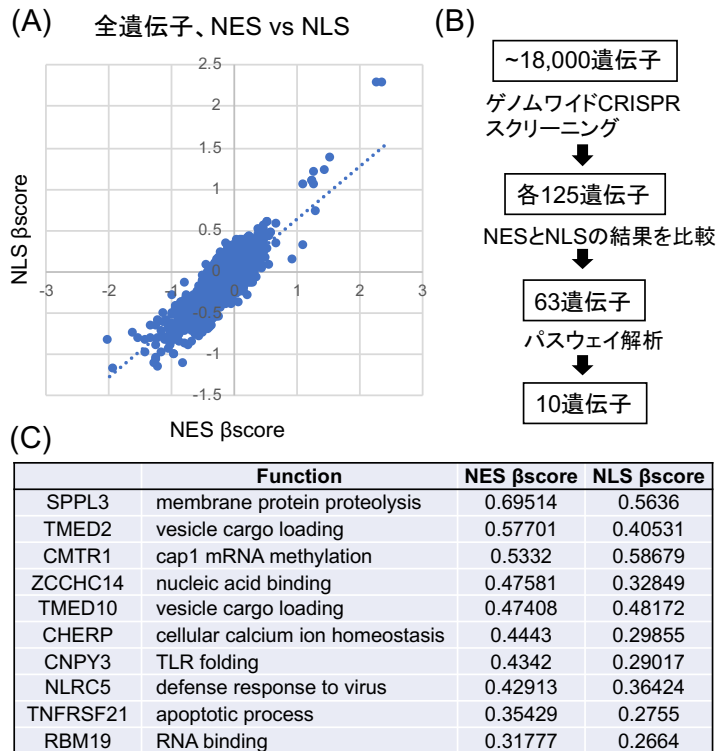 (A)
全遺伝子、NES vs NLS
2.5
2
1.5
1
0.5
0
-3 -2 -1 0 1 2 3
-0.5
-1
-1.5
NLS βscore
NES βscore
(B)
~18,000遺伝子
ゲノムワイドCRISPR
スクリーニング
各125遺伝子
NESとNLSの結果を比較
63遺伝子
パスウェイ解析
10遺伝子
(C)
Function NES βscore NLS βscore
SPPL3 membrane protein proteolysis 0.69514 0.5636
TMED2 vesicle cargo loading 0.57701 0.40531
CMTR1 cap1 mRNA methylation 0.5332 0.58679
ZCCHC14 nucleic acid binding 0.47581 0.32849
TMED10 vesicle cargo loading 0.47408 0.48172
CHERP cellular calcium ion homeostasis 0.4443 0.29855
CNPY3 TLR folding 0.4342 0.29017
NLRC5 defense response to virus 0.42913 0.36424
TNFRSF21 apoptotic process 0.35429 0.2755
RBM19 RNA binding 0.31777 0.2664